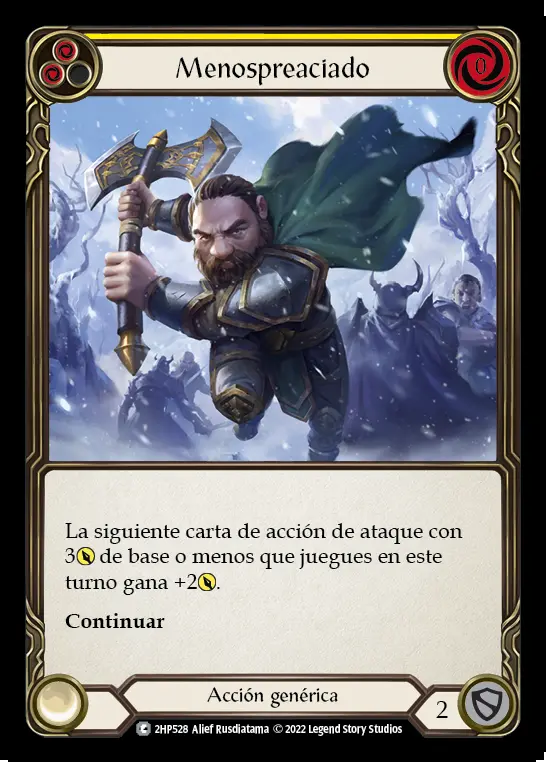 Menospreaciado
0
La siguiente carta de acción de ataque con
3 de base o menos que juegues en este
turno gana +2.
Continuar
Acción genérica
2
C 2HP528 Alief Rusdiatama © 2022 Legend Story Studios